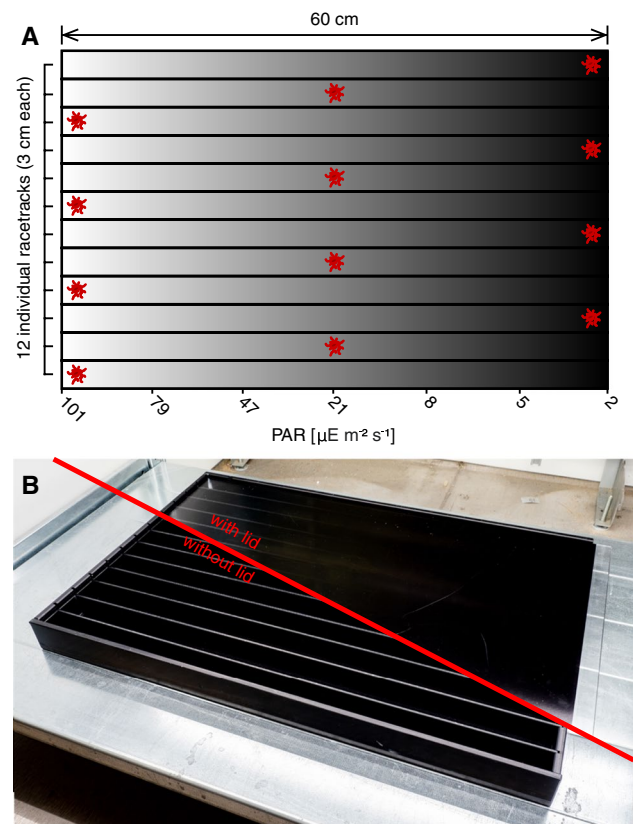 60 cm
A
12 individual racetracks (3 cm each)
101 79 47 21 8 5 2
PAR [µE m⁻² s⁻¹]
B
with lid
without lid